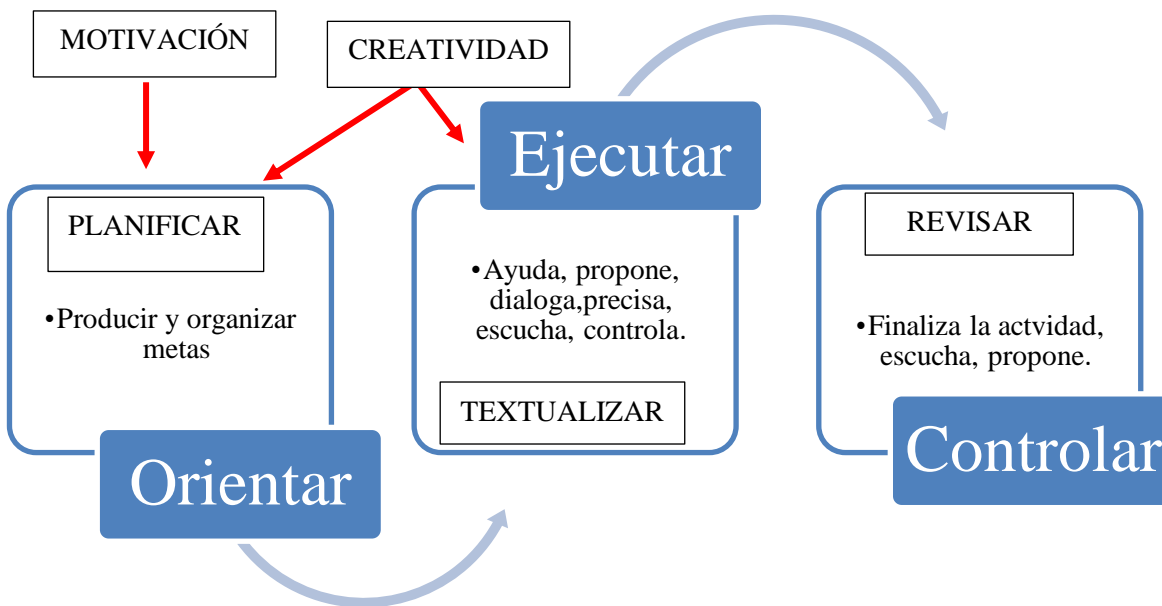 MOTIVACIÓN
CREATIVIDAD
PLANIFICAR
•Producir y organizar
metas
Orientar
Ejecutar
•Ayuda, propone,
dialoga,precisa,
escucha, controla.
TEXTUALIZAR
REVISAR
•Finaliza la actvidad,
escucha, propone.
Controlar